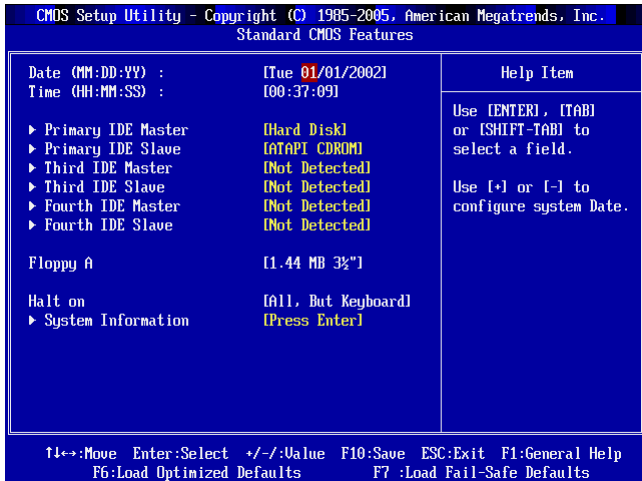 CMOS Setup Utility - Copyright (C) 1985-2005, American Megatrends, Inc.
Standard CMOS Features
Date (MM:DD:YY) : [Tue 01/01/2002]
Time (HH:MM:SS) : [00:37:09]
▶ Primary IDE Master [Hard Disk]
▶ Primary IDE Slave [ATAPI CDROM]
▶ Third IDE Master [Not Detected]
▶ Third IDE Slave [Not Detected]
▶ Fourth IDE Master [Not Detected]
▶ Fourth IDE Slave [Not Detected]
Floppy A [1.44 MB 3½"]
Halt on [All, But Keyboard]
▶ System Information [Press Enter]
Help Item
Use [ENTER], [TAB]
or [SHIFT-TAB] to
select a field.
Use [+] or [-] to
configure system Date.
↑↓←→:Move Enter:Select +/-/:Value F10:Save ESC:Exit F1:General Help
F6:Load Optimized Defaults F7 :Load Fail-Safe Defaults